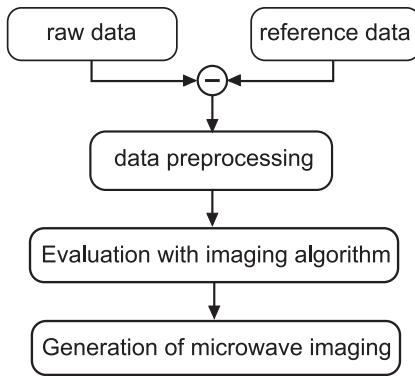 raw data
reference data
−
data preprocessing
Evaluation with imaging algorithm
Generation of microwave imaging